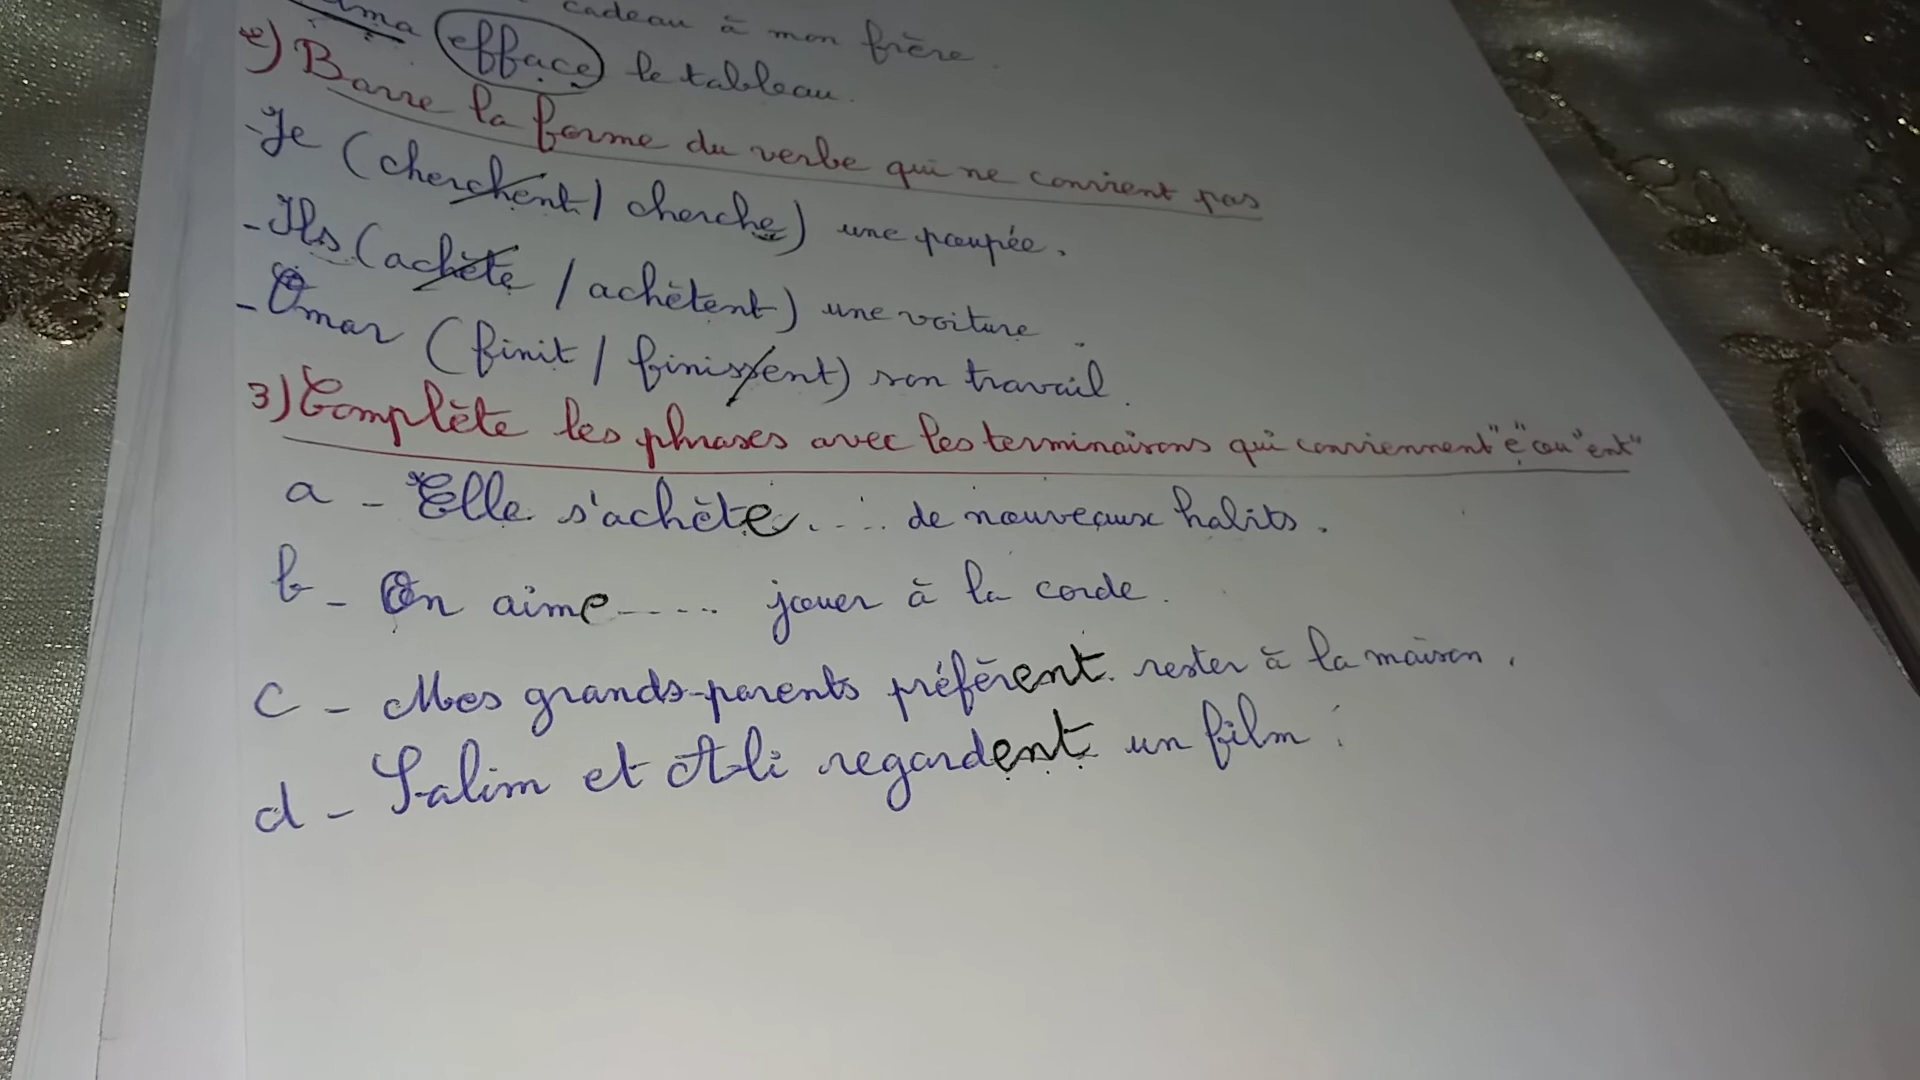 cadeau à mon frère
efface le tableau.
2) Barre la forme du verbe qui ne convient pas
- Je (cherchent / cherche) une poupée.
- Ils (achète / achètent) une voiture.
- Omar (finit / finissent) son travail.
3) Complète les phrases avec les terminaisons qui conviennent "e" ou "ent"
a - Elle s'achète..... de nouveaux habits.
b - On aime..... jouer à la corde.
c - Mes grands-parents préfèrent. rester à la maison.
d - Salim et Ali regardent un film.